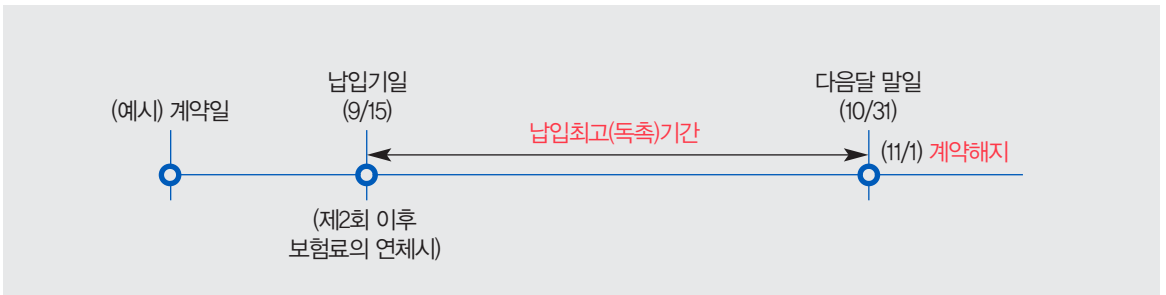 (예시) 계약일
납입기일
(9/15)
납입최고(독촉)기간
다음달 말일
(10/31)
(11/1) 계약해지
(제2회 이후
보험료의 연체시)